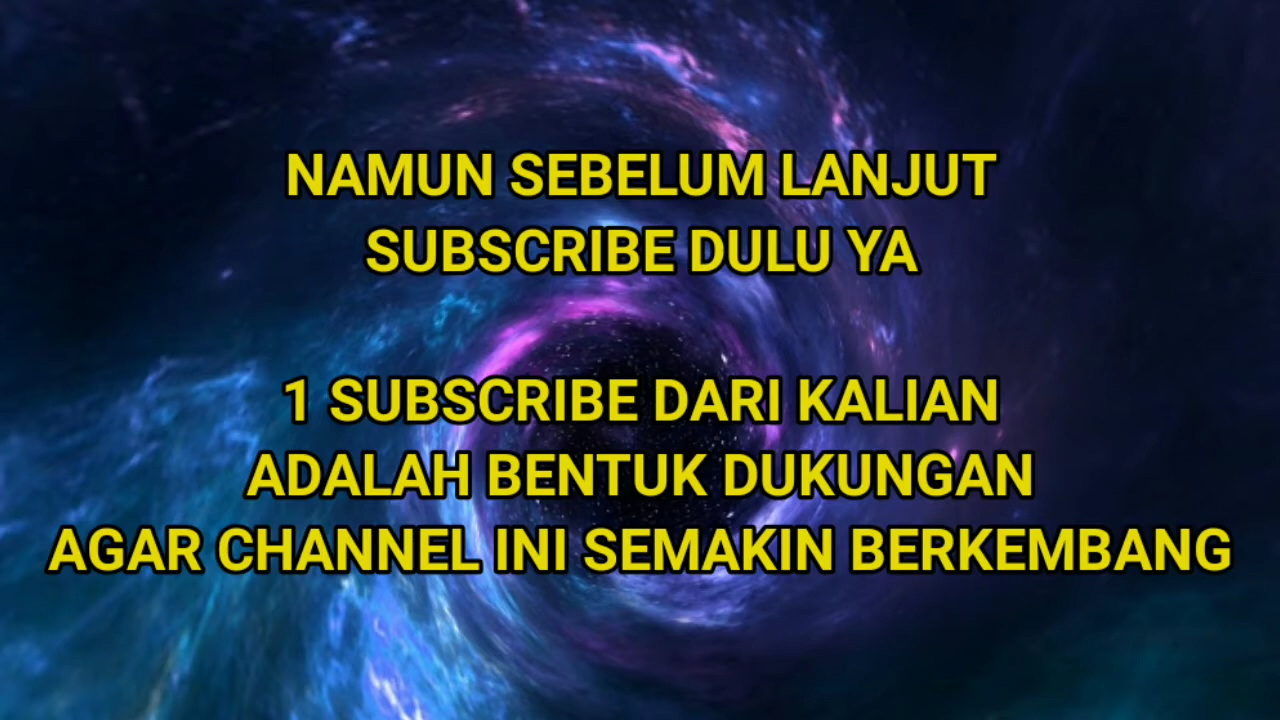 NAMUN SEBELUM LANJUT
SUBSCRIBE DULU YA
1 SUBSCRIBE DARI KALIAN
ADALAH BENTUK DUKUNGAN
AGAR CHANNEL INI SEMAKIN BERKEMBANG